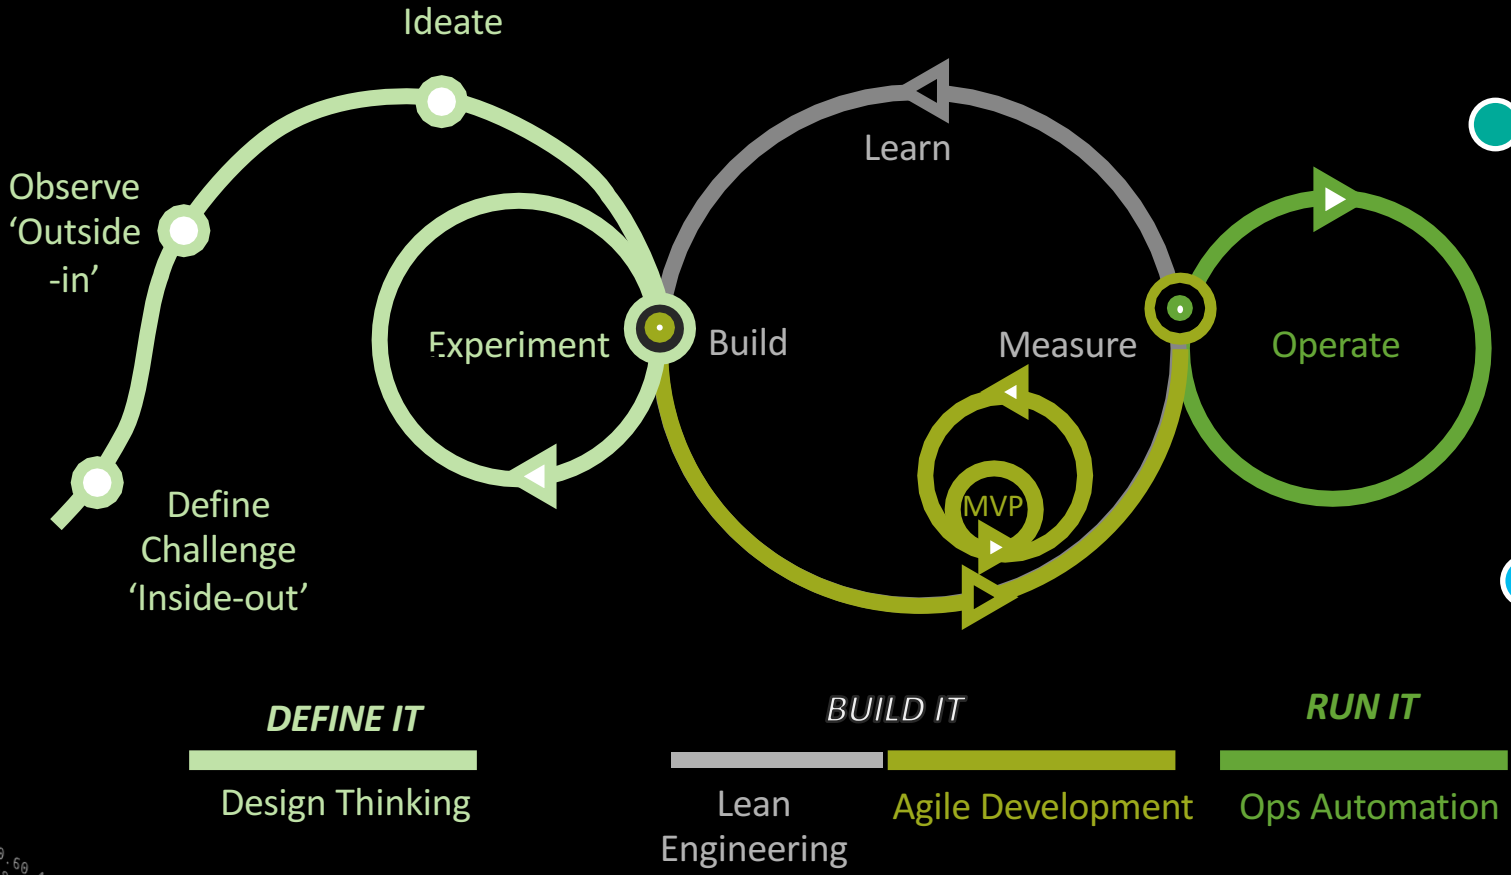 Ideate
Observe
‘Outside
-in’
Define
Challenge
‘Inside-out’
Experiment
Build
Learn
Measure
MVP
Operate
DEFINE IT
Design Thinking
BUILD IT
Lean
Engineering
Agile Development
RUN IT
Ops Automation